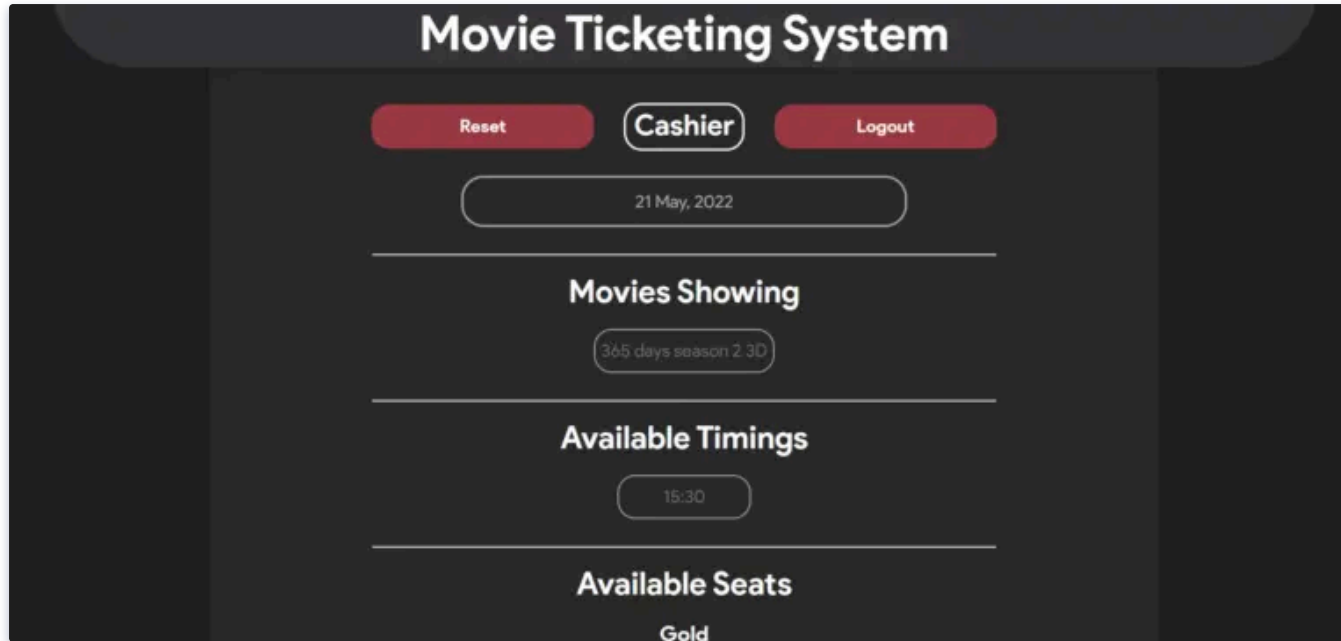 Movie Ticketing System
Reset Cashier Logout
21 May, 2022
Movies Showing
365 days season 2 3D
Available Timings
15:30
Available Seats
Gold